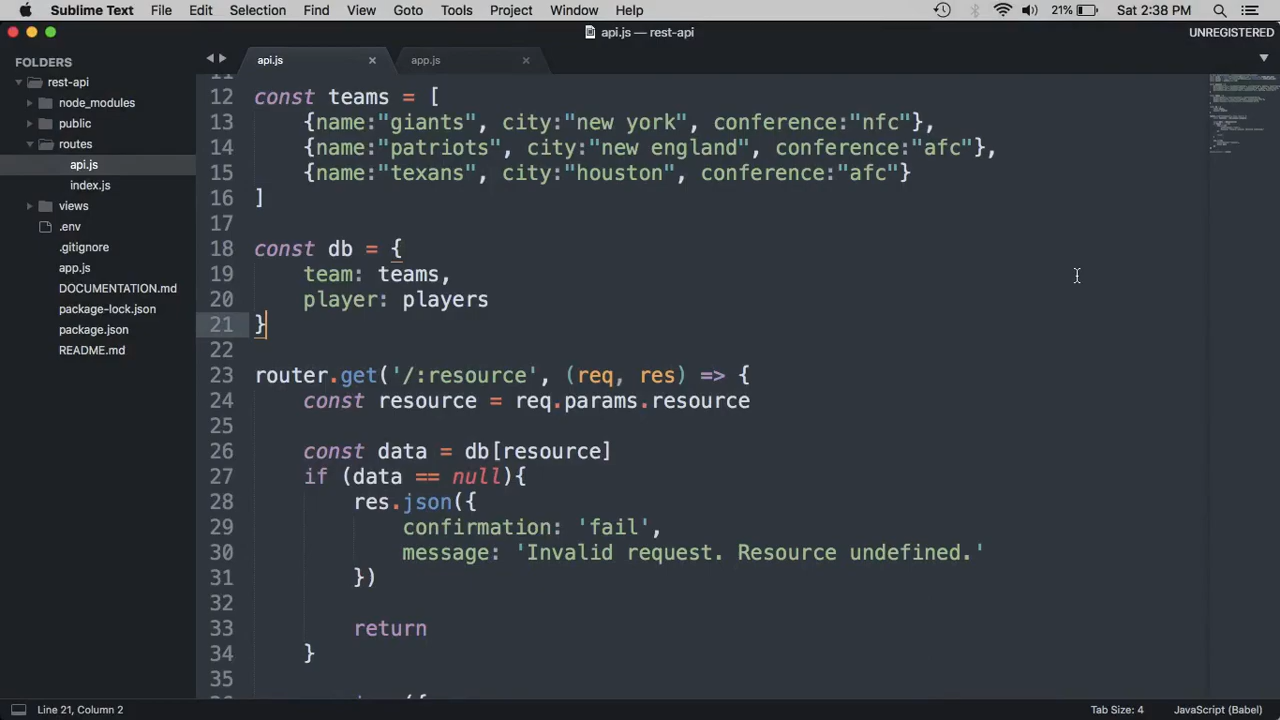 Sublime Text File Edit Selection Find View Goto Tools Project Window Help 21% Sat 2:38 PM
api.js — rest-api UNREGISTERED
FOLDERS
rest-api
node_modules
public
routes
api.js
index.js
views
.env
.gitignore
app.js
DOCUMENTATION.md
package-lock.json
package.json
README.md
api.js app.js
12 const teams = [
13 {name:"giants", city:"new york", conference:"nfc"},
14 {name:"patriots", city:"new england", conference:"afc"},
15 {name:"texans", city:"houston", conference:"afc"}
16 ]
17
18 const db = {
19 team: teams,
20 player: players
21 }
22
23 router.get('/:resource', (req, res) => {
24 const resource = req.params.resource
25
26 const data = db[resource]
27 if (data == null){
28 res.json({
29 confirmation: 'fail',
30 message: 'Invalid request. Resource undefined.'
31 })
32
33 return
34 }
35
Line 21, Column 2 Tab Size: 4 JavaScript (Babel)